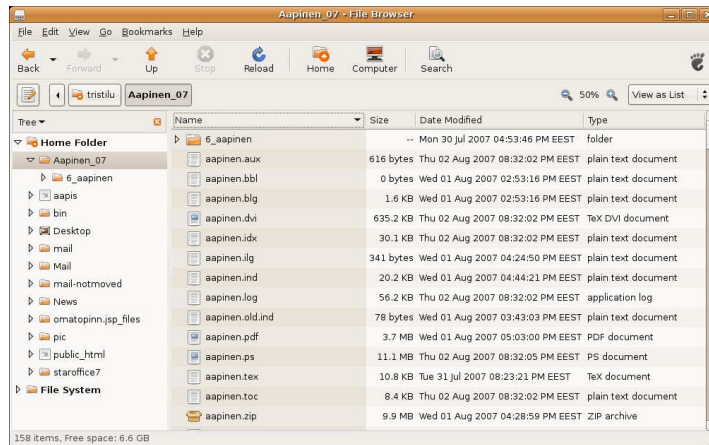 Aapinen_07 - File Browser
File Edit View Go Bookmarks Help
Back Forward Up Stop Reload Home Computer Search
tristilu Aapinen_07 50% View as List
Tree
Home Folder
Aapinen_07
6_aapinen
aapis
bin
Desktop
mail
Mail
mail-notmoved
News
omatopinn.jsp_files
pic
public_html
staroffice7
File System
Name Size Date Modified Type
6_aapinen -- Mon 30 Jul 2007 04:53:46 PM EEST folder
aapinen.aux 616 bytes Thu 02 Aug 2007 08:32:02 PM EEST plain text document
aapinen.bbl 0 bytes Wed 01 Aug 2007 02:53:16 PM EEST plain text document
aapinen.blg 1.6 KB Wed 01 Aug 2007 02:53:16 PM EEST plain text document
aapinen.dvi 635.2 KB Thu 02 Aug 2007 08:32:02 PM EEST TeX DVI document
aapinen.idx 30.1 KB Thu 02 Aug 2007 08:32:02 PM EEST plain text document
aapinen.ilg 341 bytes Wed 01 Aug 2007 04:24:50 PM EEST plain text document
aapinen.ind 20.2 KB Wed 01 Aug 2007 04:44:21 PM EEST plain text document
aapinen.log 56.2 KB Thu 02 Aug 2007 08:32:02 PM EEST application log
aapinen.old.ind 78 bytes Wed 01 Aug 2007 03:43:03 PM EEST plain text document
aapinen.pdf 3.7 MB Wed 01 Aug 2007 05:03:00 PM EEST PDF document
aapinen.ps 11.1 MB Thu 02 Aug 2007 08:32:05 PM EEST PS document
aapinen.tex 10.8 KB Tue 31 Jul 2007 08:23:21 PM EEST TeX document
aapinen.toc 8.4 KB Thu 02 Aug 2007 08:32:02 PM EEST plain text document
aapinen.zip 9.9 MB Wed 01 Aug 2007 04:28:59 PM EEST ZIP archive
158 items, Free space: 6.6 GB